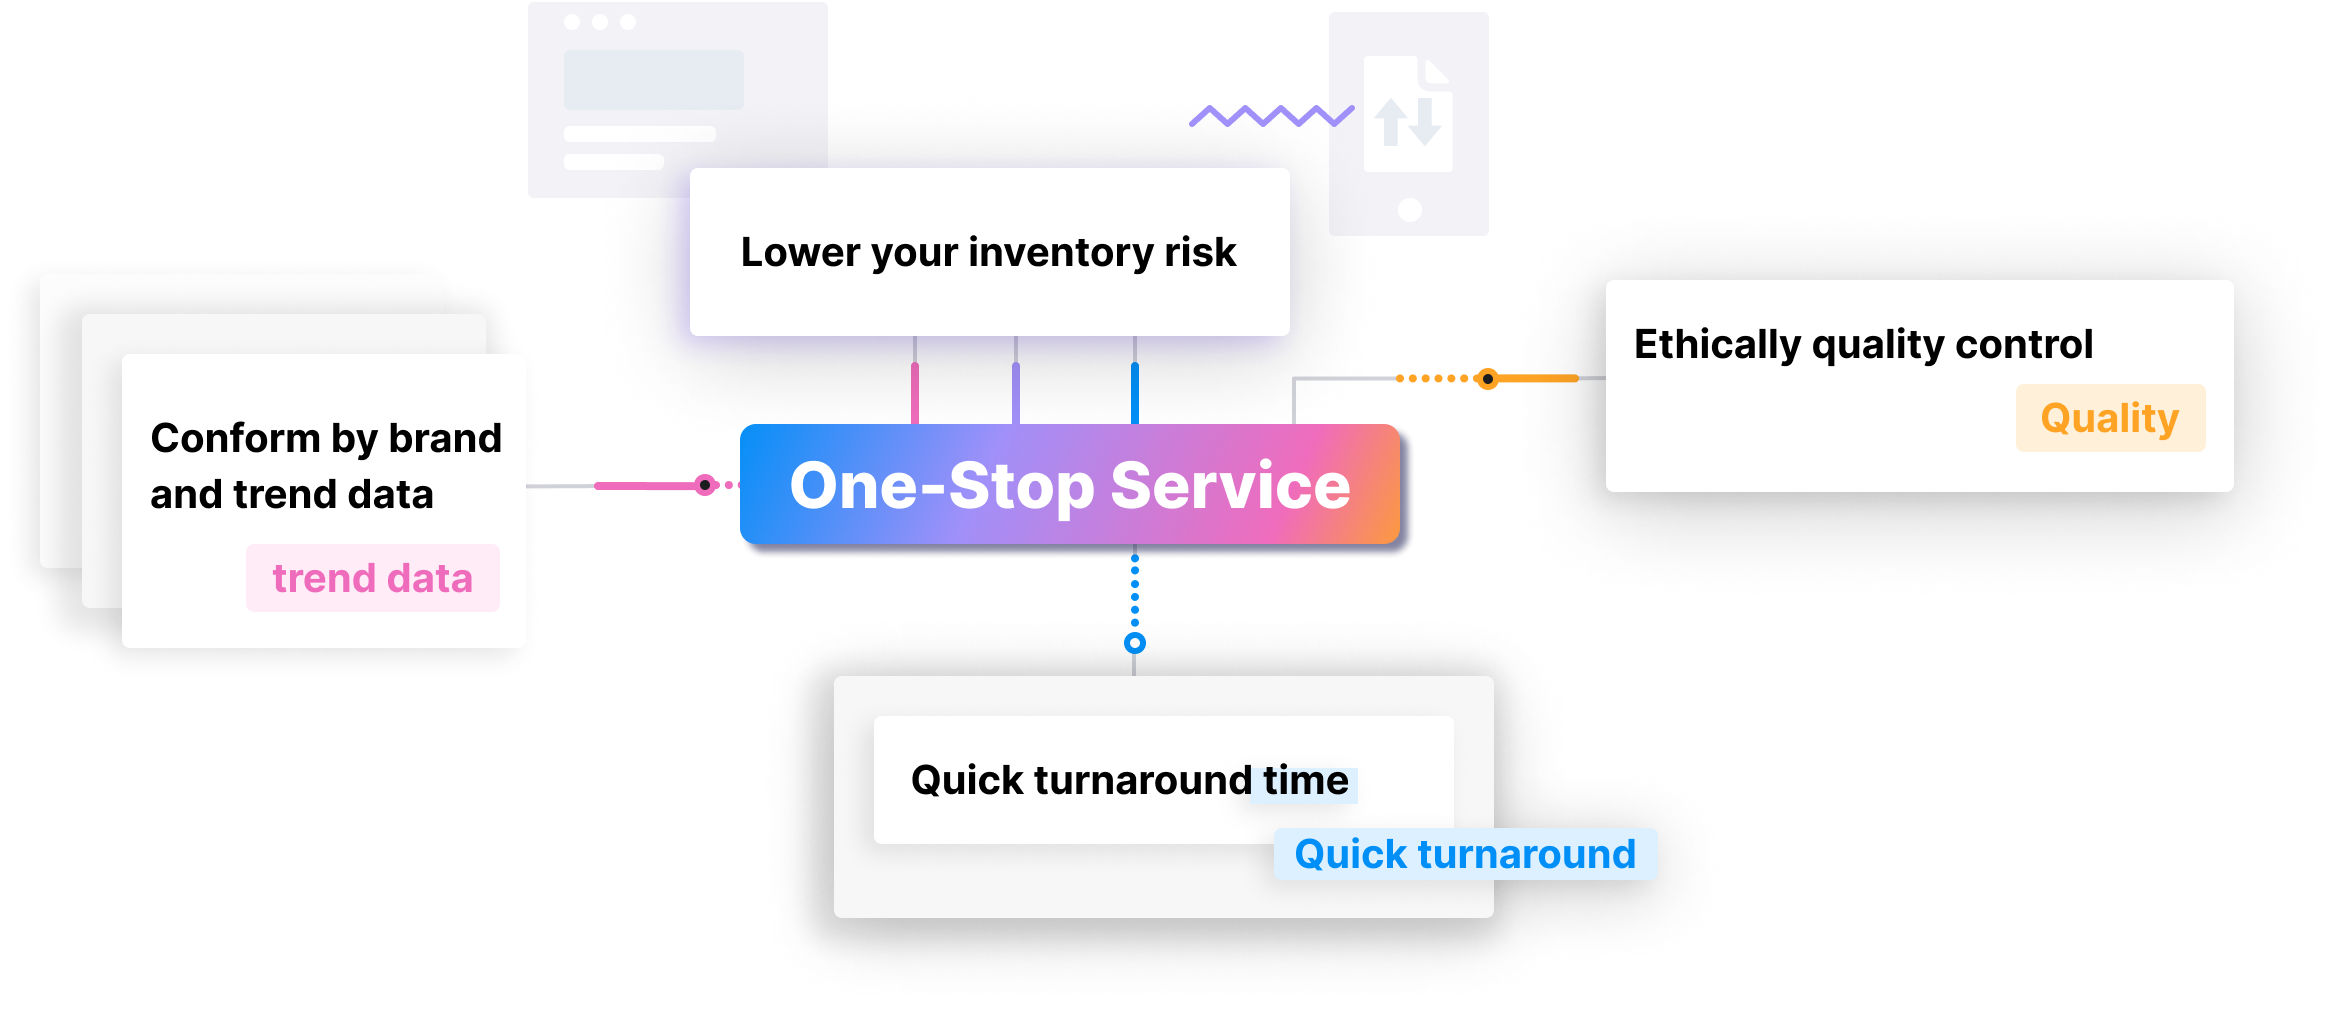 Lower your inventory risk
Ethically quality control
Quality
Conform by brand
and trend data
trend data
One-Stop Service
Quick turnaround time
Quick turnaround